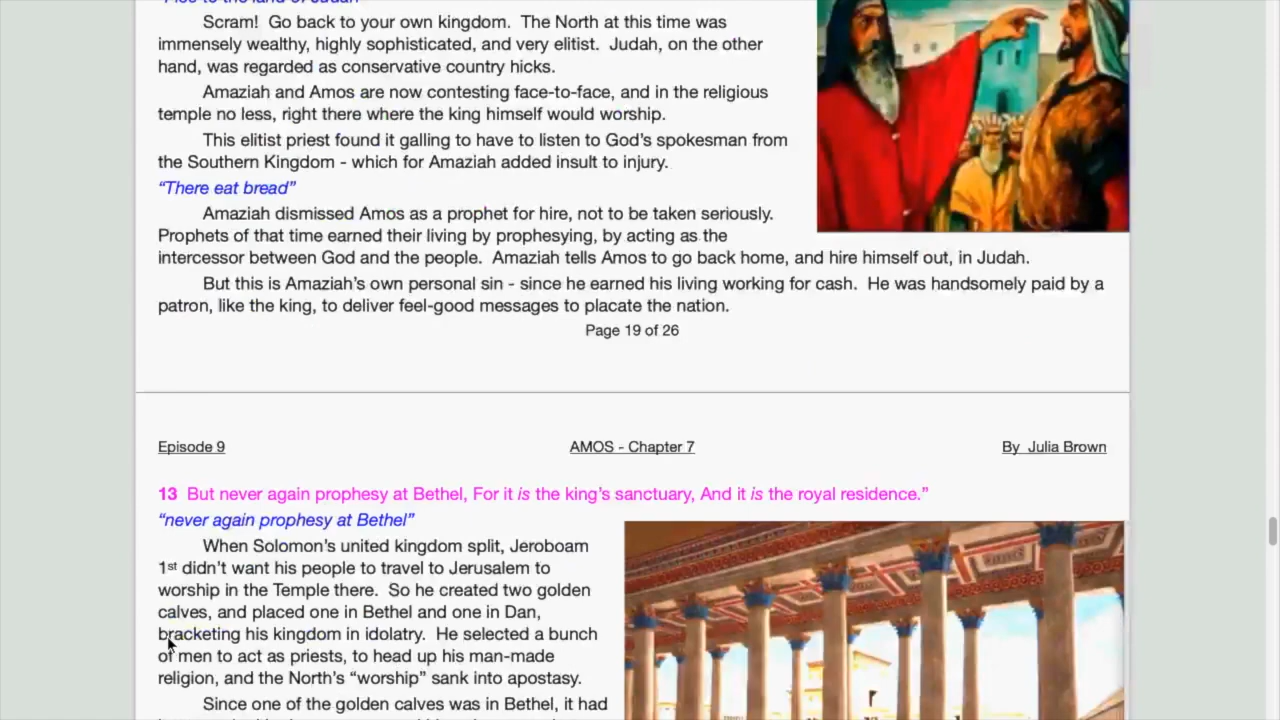 Scram!  Go back to your own kingdom.  The North at this time was
immensely wealthy, highly sophisticated, and very elitist.  Judah, on the other
hand, was regarded as conservative country hicks.
Amaziah and Amos are now contesting face-to-face, and in the religious
temple no less, right there where the king himself would worship.
This elitist priest found it galling to have to listen to God's spokesman from
the Southern Kingdom - which for Amaziah added insult to injury.
“There eat bread”
Amaziah dismissed Amos as a prophet for hire, not to be taken seriously.
Prophets of that time earned their living by prophesying, by acting as the
intercessor between God and the people.  Amaziah tells Amos to go back home, and hire himself out, in Judah.
But this is Amaziah's own personal sin - since he earned his living working for cash.  He was handsomely paid by a
patron, like the king, to deliver feel-good messages to placate the nation.
Page 19 of 26
Episode 9 AMOS - Chapter 7 By  Julia Brown
13  But never again prophesy at Bethel, For it is the king's sanctuary, And it is the royal residence.”
“never again prophesy at Bethel”
When Solomon's united kingdom split, Jeroboam
1st didn't want his people to travel to Jerusalem to
worship in the Temple there.  So he created two golden
calves, and placed one in Bethel and one in Dan,
bracketing his kingdom in idolatry.  He selected a bunch
of men to act as priests, to head up his man-made
religion, and the North's “worship” sank into apostasy.
Since one of the golden calves was in Bethel, it had